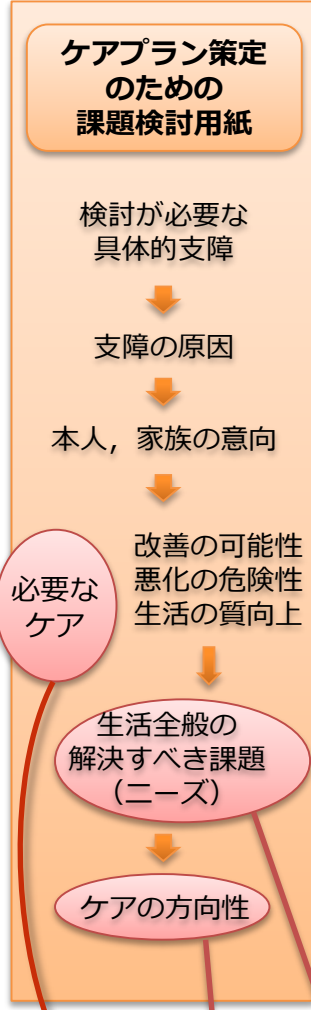 ケアプラン策定
のための
課題検討用紙
検討が必要な
具体的支障
支障の原因
本人，家族の意向
改善の可能性
悪化の危険性
生活の質向上
必要な
ケア
生活全般の
解決すべき課題
（ニーズ）
ケアの方向性